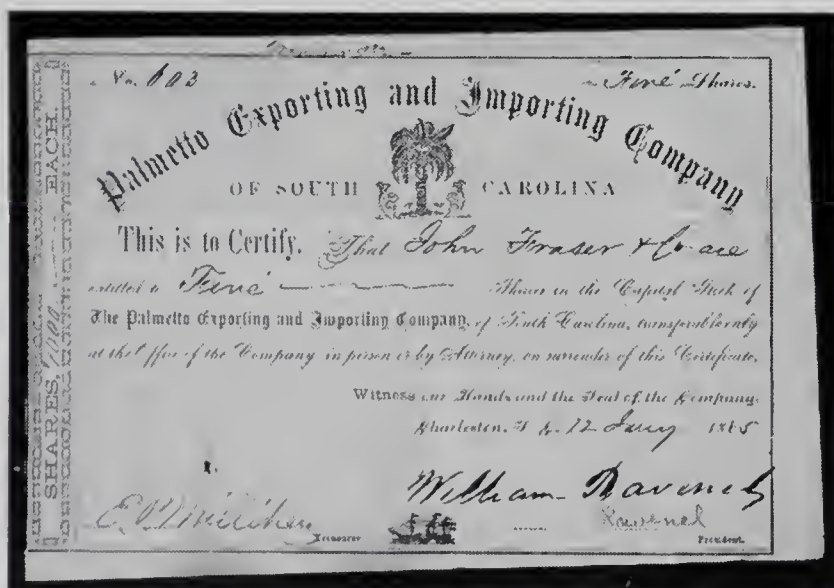 No. 603
Five Shares.
Palmetto Exporting and Importing Company
OF SOUTH CAROLINA
This is to Certify, That John Fraser & Co are
entitled to Five Shares in the Capital Stock of
The Palmetto Exporting and Importing Company, of South Carolina, transferable only
at the Office of the Company in person or by Attorney, on surrender of this Certificate.
Witness our Hands and the Seal of the Company.
Charleston, S C. 12 Jany 1865
William Ravenel
Ravenel
Treasurer
President.
SHARES, EACH.